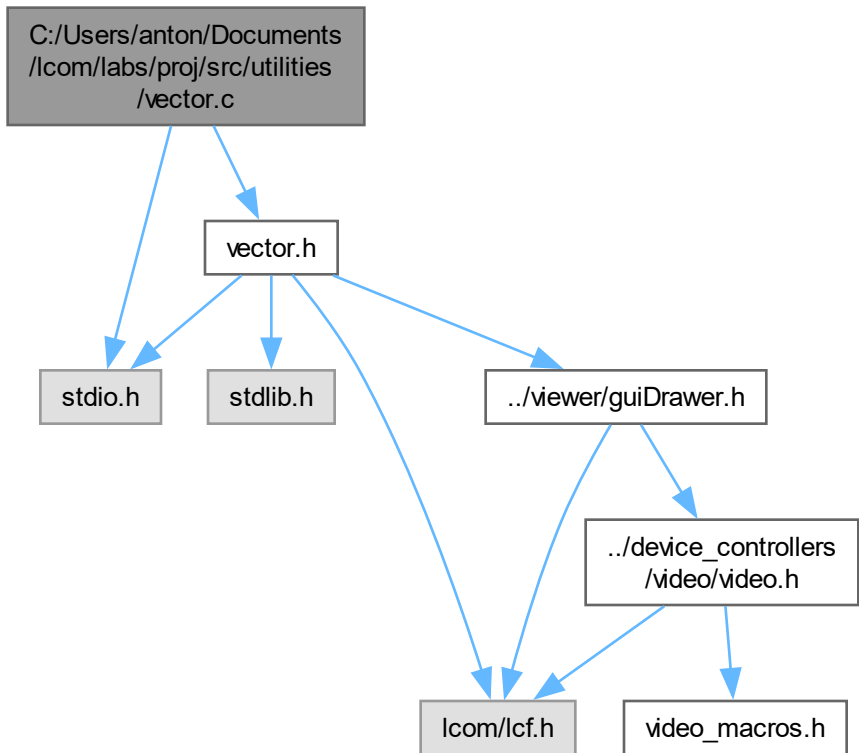 C:/Users/anton/Documents
/lcom/labs/proj/src/utilities
/vector.c
vector.h
stdio.h
stdlib.h
../viewer/guiDrawer.h
../device_controllers
/video/video.h
lcom/lcf.h
video_macros.h